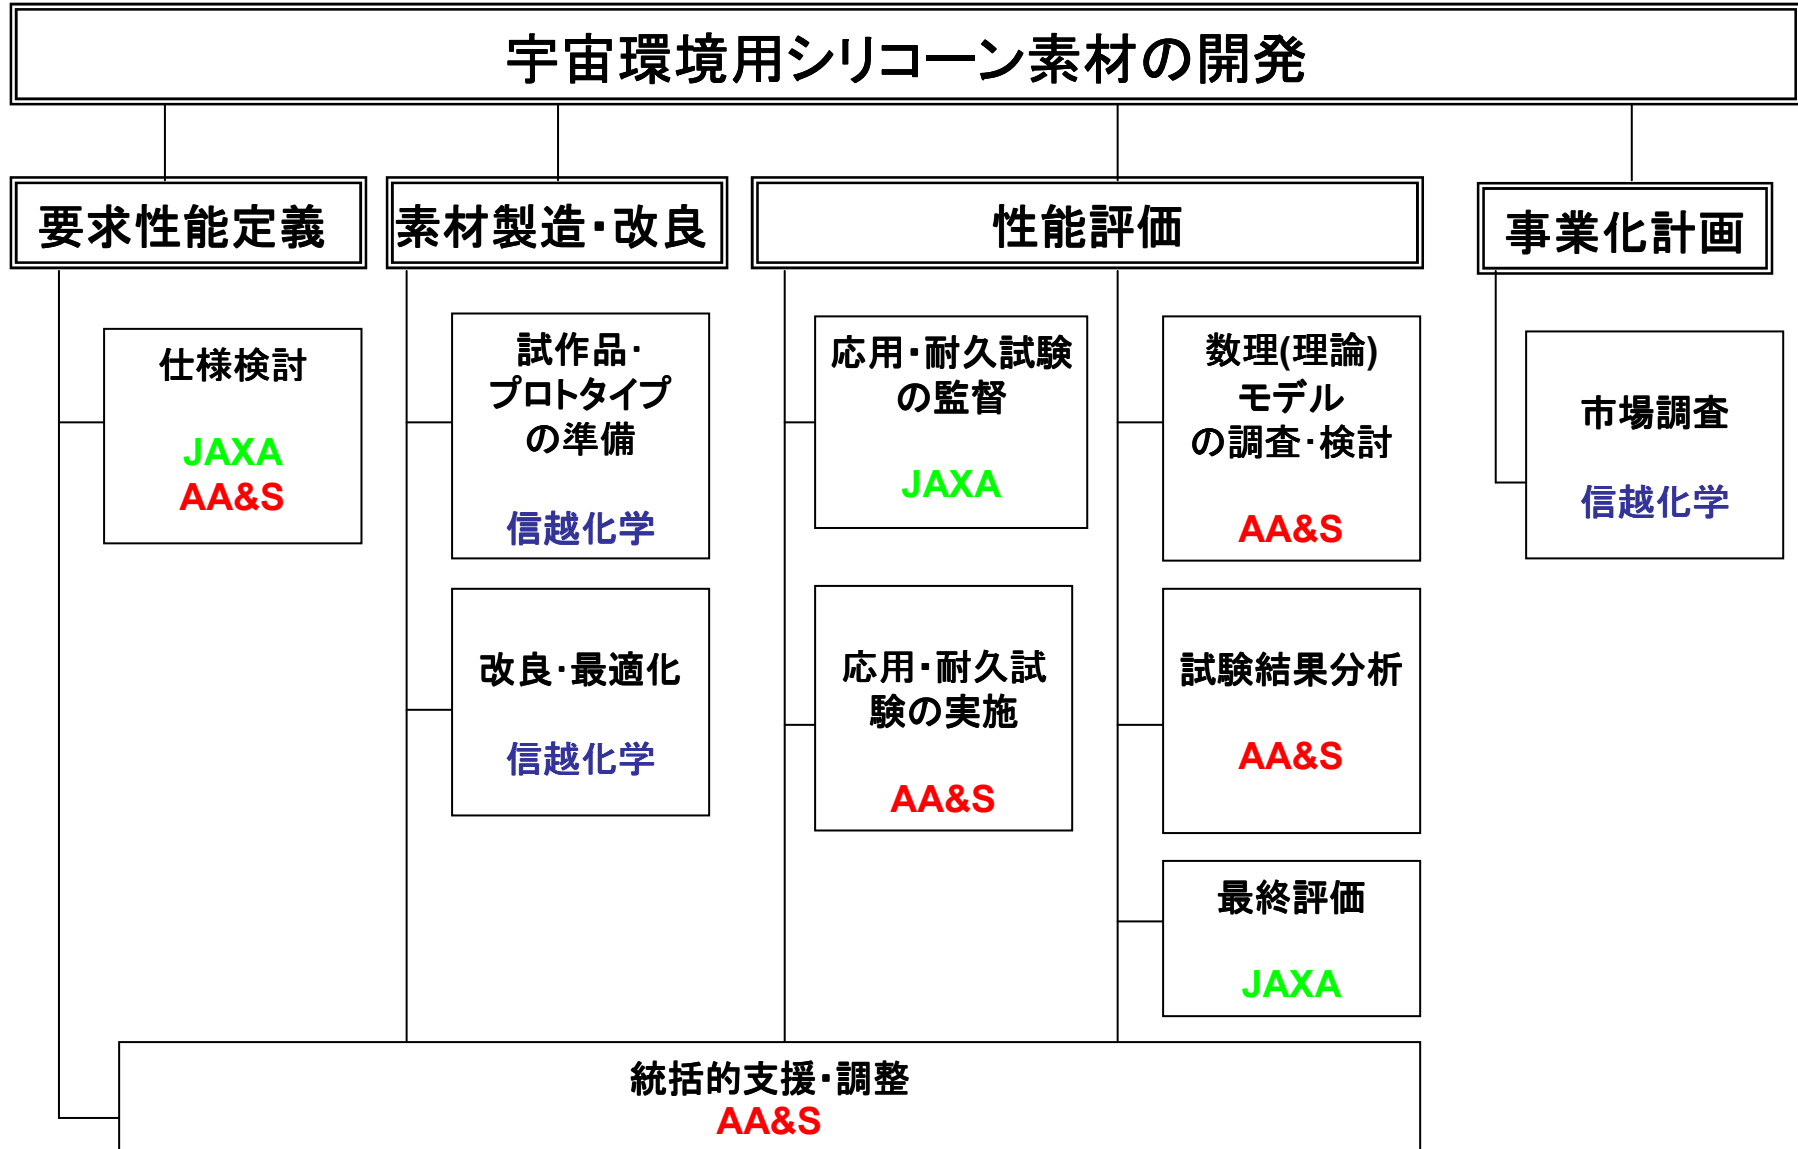 宇宙環境用シリコーン素材の開発
要求性能定義
仕様検討
JAXA
AA&S
素材製造・改良
試作品・
プロトタイプ
の準備
信越化学
改良・最適化
信越化学
性能評価
応用・耐久試験
の監督
JAXA
応用・耐久試
験の実施
AA&S
数理(理論)
モデル
の調査・検討
AA&S
試験結果分析
AA&S
最終評価
JAXA
事業化計画
市場調査
信越化学
統括的支援・調整
AA&S